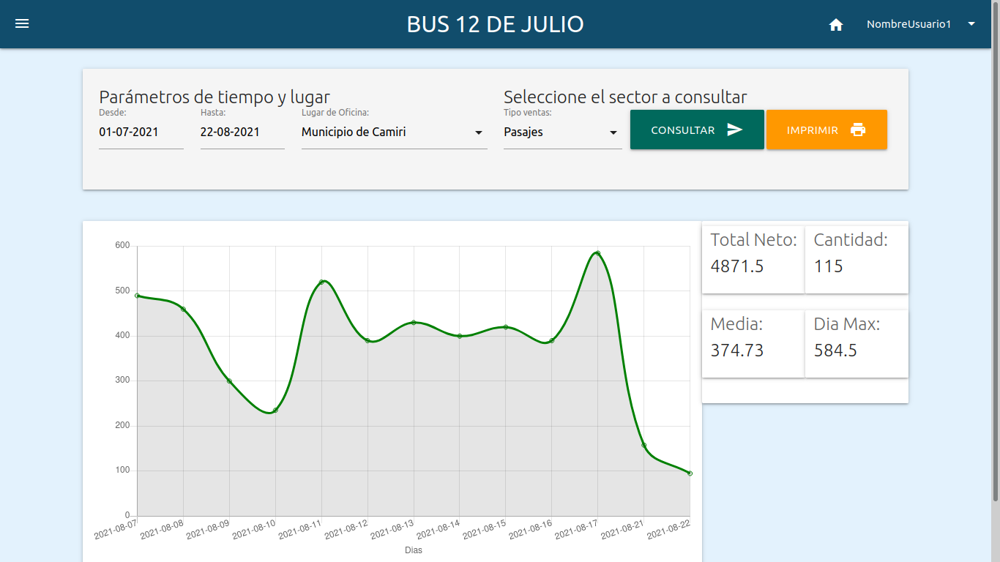 BUS 12 DE JULIO
NombreUsuario1
Parámetros de tiempo y lugar
Seleccione el sector a consultar
Desde:
Hasta:
Lugar de Oficina:
Tipo ventas:
01-07-2021
22-08-2021
Municipio de Camiri
Pasajes
CONSULTAR
IMPRIMIR
600
500
400
300
200
100
0
2021-08-07
2021-08-08
2021-08-09
2021-08-10
2021-08-11
2021-08-12
2021-08-13
2021-08-14
2021-08-15
2021-08-16
2021-08-17
2021-08-21
2021-08-22
Dias
Total Neto:
4871.5
Cantidad:
115
Media:
374.73
Dia Max:
584.5